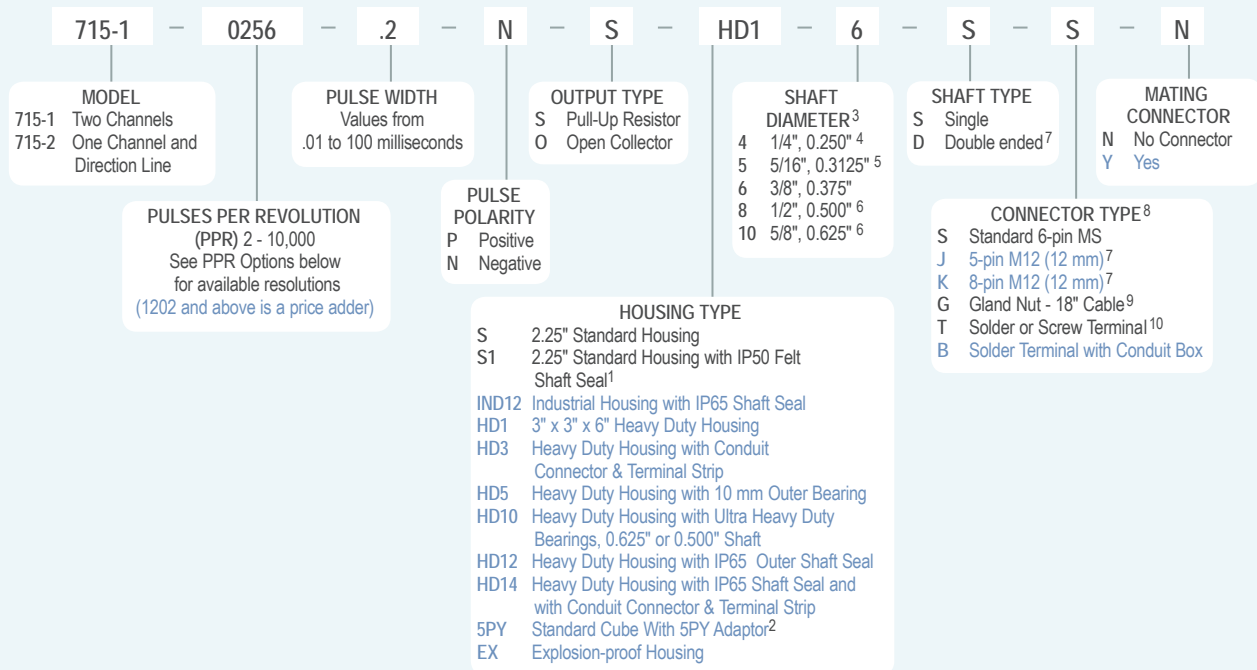 715-1 – 0256 – .2 – N – S – HD1 – 6 – S – S – N
MODEL
715-1 Two Channels
715-2 One Channel and
Direction Line
PULSES PER REVOLUTION
(PPR) 2 - 10,000
See PPR Options below
for available resolutions
(1202 and above is a price adder)
PULSE WIDTH
Values from
.01 to 100 milliseconds
PULSE
POLARITY
P Positive
N Negative
OUTPUT TYPE
S Pull-Up Resistor
O Open Collector
HOUSING TYPE
S 2.25" Standard Housing
S1 2.25" Standard Housing with IP50 Felt
Shaft Seal1
IND12 Industrial Housing with IP65 Shaft Seal
HD1 3" x 3" x 6" Heavy Duty Housing
HD3 Heavy Duty Housing with Conduit
Connector & Terminal Strip
HD5 Heavy Duty Housing with 10 mm Outer Bearing
HD10 Heavy Duty Housing with Ultra Heavy Duty
Bearings, 0.625" or 0.500" Shaft
HD12 Heavy Duty Housing with IP65 Outer Shaft Seal
HD14 Heavy Duty Housing with IP65 Shaft Seal and
with Conduit Connector & Terminal Strip
5PY Standard Cube With 5PY Adaptor2
EX Explosion-proof Housing
SHAFT
DIAMETER3
4 1/4", 0.250" 4
5 5/16", 0.3125" 5
6 3/8", 0.375"
8 1/2", 0.500" 6
10 5/8", 0.625" 6
SHAFT TYPE
S Single
D Double ended7
CONNECTOR TYPE8
S Standard 6-pin MS
J 5-pin M12 (12 mm)7
K 8-pin M12 (12 mm)7
G Gland Nut - 18" Cable9
T Solder or Screw Terminal10
B Solder Terminal with Conduit Box
MATING
CONNECTOR
N No Connector
Y Yes